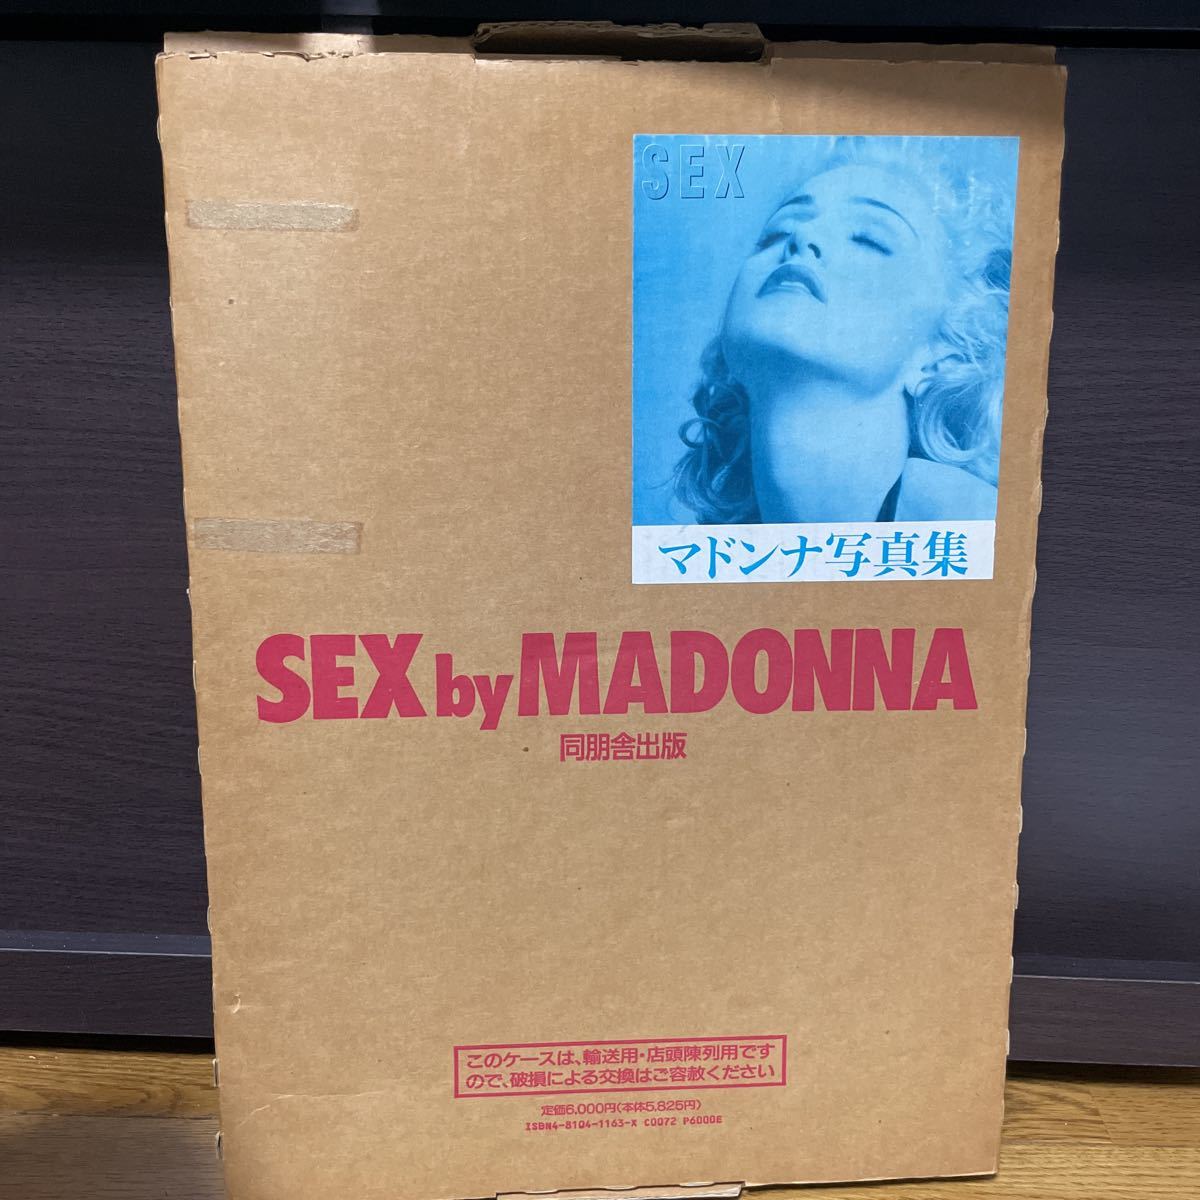 SEX
マドンナ写真集
SEX by MADONNA
同朋舎出版
このケースは、輸送用・店頭陳列用です
ので、破損による交換はご容赦ください
定価6,000円(本体5,825円)
ISBN4-8104-1163-X C0072 P6000E